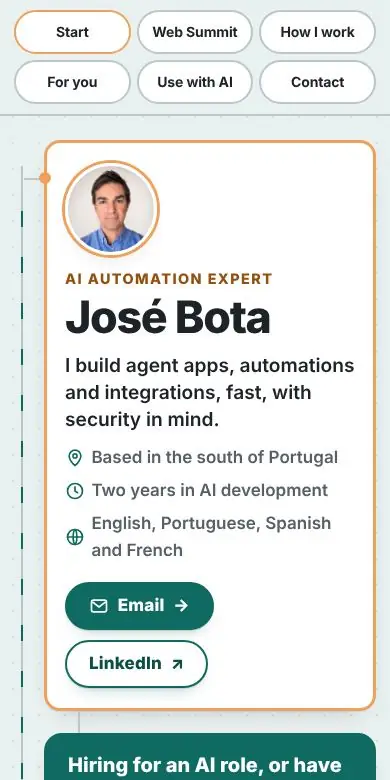 Start
Web Summit
How I work
For you
Use with AI
Contact
AI AUTOMATION EXPERT
José Bota
I build agent apps, automations
and integrations, fast, with
security in mind.
Based in the south of Portugal
Two years in AI development
English, Portuguese, Spanish
and French
Email →
LinkedIn ↗
Hiring for an AI role, or have